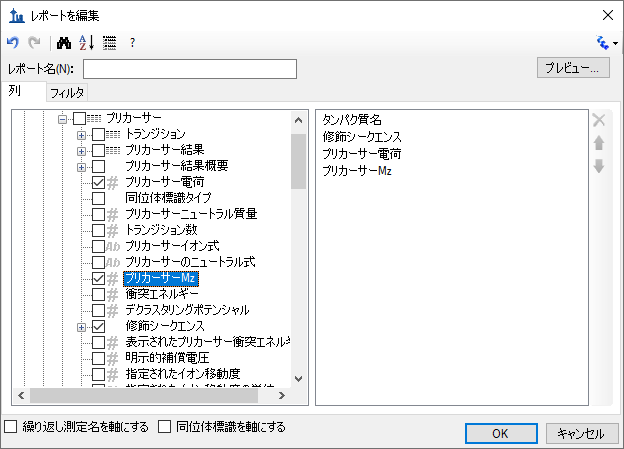 レポートを編集
?
レポート名(N):
プレビュー...
列
フィルタ
プリカーサー
トランジション
プリカーサー結果
プリカーサー結果概要
プリカーサー電荷
同位体標識タイプ
プリカーサーニュートラル質量
トランジション数
プリカーサーイオン式
プリカーサーのニュートラル式
プリカーサーMz
衝突エネルギー
デクラスタリングポテンシャル
修飾シークエンス
表示されたプリカーサー衝突エネルギ
明示的補償電圧
指定されたイオン移動度
タンパク質名
修飾シークエンス
プリカーサー電荷
プリカーサーMz
繰り返し測定名を軸にする
同位体標識を軸にする
OK
キャンセル